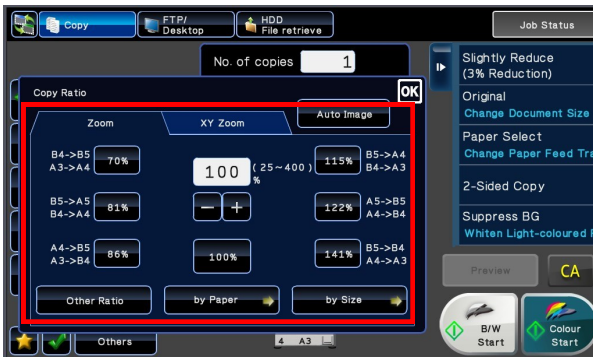 Copy
FTP/
Desktop
HDD
File retrieve
Job Status
No. of copies 1
Slightly Reduce
(3% Reduction)
Original
Change Document Size
Paper Select
Change Paper Feed Tra
2-Sided Copy
Suppress BG
Whiten Light-coloured
Copy Ratio
OK
Zoom
XY Zoom
Auto Image
B4->B5
A3->A4
70%
100 (25~400)
%
115%
B5->A4
B4->A3
B5->A5
B4->A4
81%
- +
122%
A5->B5
A4->B4
A4->B5
A3->B4
86%
100%
141%
B5->B4
A4->A3
Other Ratio
by Paper
by Size
Preview
CA
B/W
Start
Colour
Start
Others
4 A3